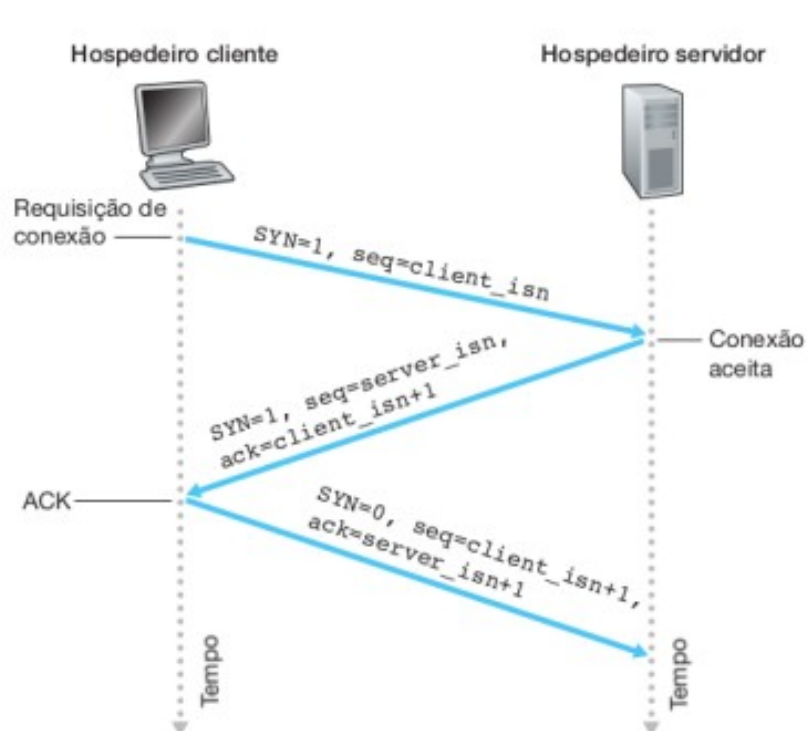 Hospedeiro cliente
Hospedeiro servidor
Requisição de
conexão
SYN=1, seq=client_isn
Conexão
aceita
SYN=1, seq=server_isn,
ack=client_isn+1
ACK
SYN=0, seq=client_isn+1,
ack=server_isn+1
Tempo
Tempo